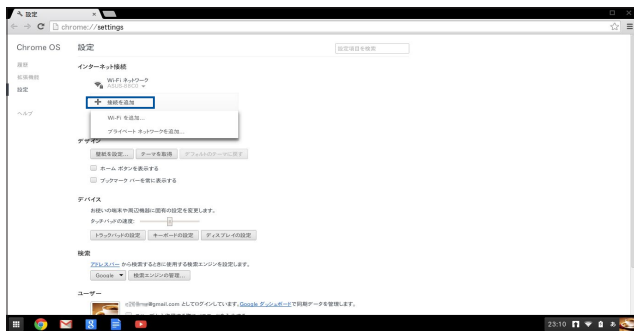 設定
chrome://settings
Chrome OS
設定
設定項目を検索
履歴
拡張機能
設定
ヘルプ
インターネット接続
Wi-Fi ネットワーク
接続を追加
Wi-Fi を追加...
プライベート ネットワークを追加...
デザイン
壁紙を設定... テーマを取得 デフォルトのテーマに戻す
ホーム ボタンを表示する
ブックマーク バーを常に表示する
デバイス
お使いの端末や周辺機器に固有の設定を変更します。
タッチパッドの速度:
トラックパッドの設定 キーボードの設定 ディスプレイの設定
検索
アドレスバー から検索するときに使用する検索エンジンを設定します。
Google 検索エンジンの管理...
ユーザー
@gmail.com としてログインしています。Google ダッシュボードで同期データを管理します。
23:10 あ